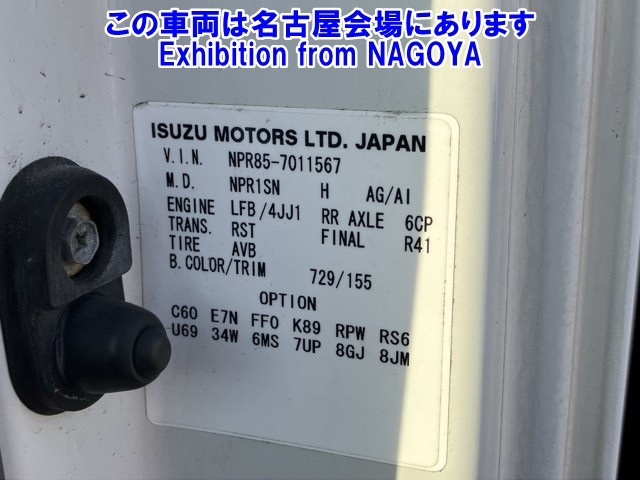 この車両は名古屋会場にあります
Exhibition from NAGOYA
ISUZU MOTORS LTD. JAPAN
V.I.N. NPR85-7011567
M.D. NPR1SN H AG/AI
ENGINE LFB/4JJ1 RR AXLE 6CP
TRANS. RST FINAL R41
TIRE AVB
B.COLOR/TRIM 729/155
OPTION
C60 E7N FF0 K89 RPW RS6
U69 34W 6MS 7UP 8GJ 8JM